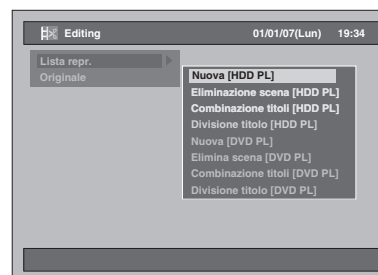 Editing 01/01/07(Lun) 19:34
Lista repr.
Originale
Nuova [HDD PL]
Eliminazione scena [HDD PL]
Combinazione titoli [HDD PL]
Divisione titolo [HDD PL]
Nuova [DVD PL]
Elimina scena [DVD PL]
Combinazione titoli [DVD PL]
Divisione titolo [DVD PL]